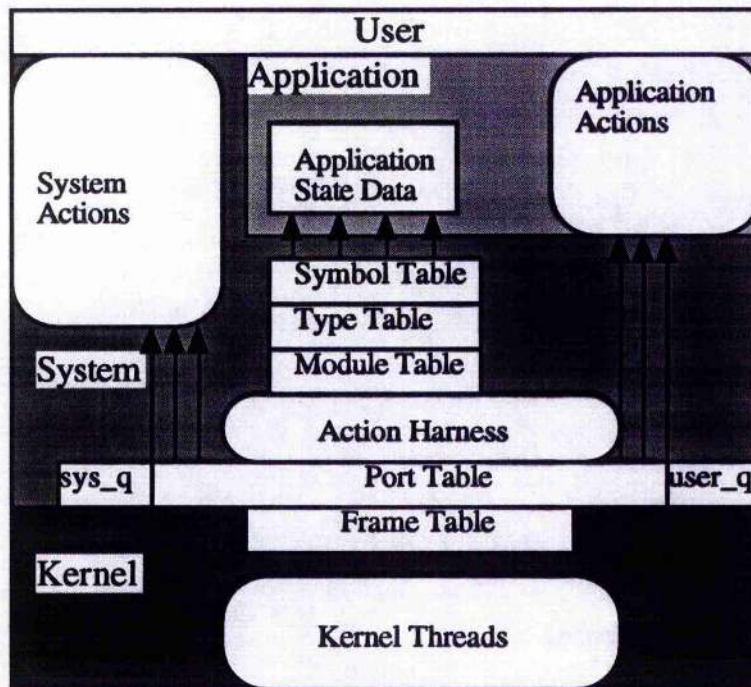 User
Application
Application
Actions
Application
State Data
System
Actions
Symbol Table
Type Table
Module Table
System
Action Harness
sys_q
Port Table
user_q
Frame Table
Kernel
Kernel Threads